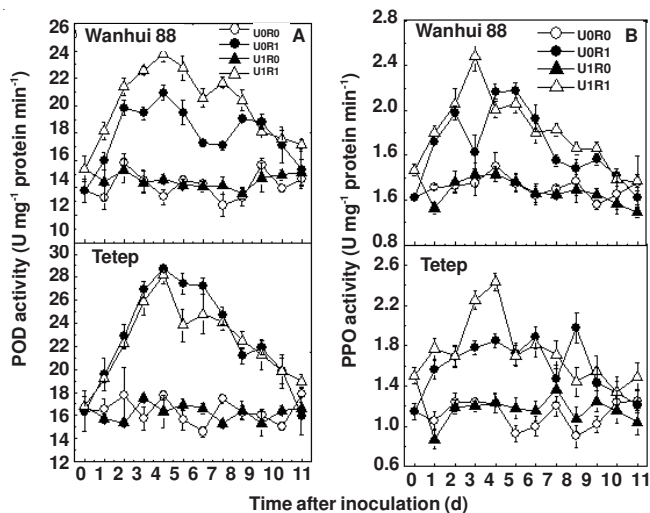 Wanhui 88
A
U0R0
U0R1
U1R0
U1R1
26
24
22
20
18
16
14
12
12
POD activity (U mg⁻¹ protein min⁻¹)
Tetep
30
28
26
24
22
20
18
16
14
12
0 1 2 3 4 5 6 7 8 9 10 11
Wanhui 88
B
U0R0
U0R1
U1R0
U1R1
2.8
2.4
2.0
1.6
1.6
0.8
PPO activity (U mg⁻¹ protein min⁻¹)
Tetep
2.6
2.2
1.8
1.4
1.0
0.6
0 1 2 3 4 5 6 7 8 9 10 11
Time after inoculation (d)